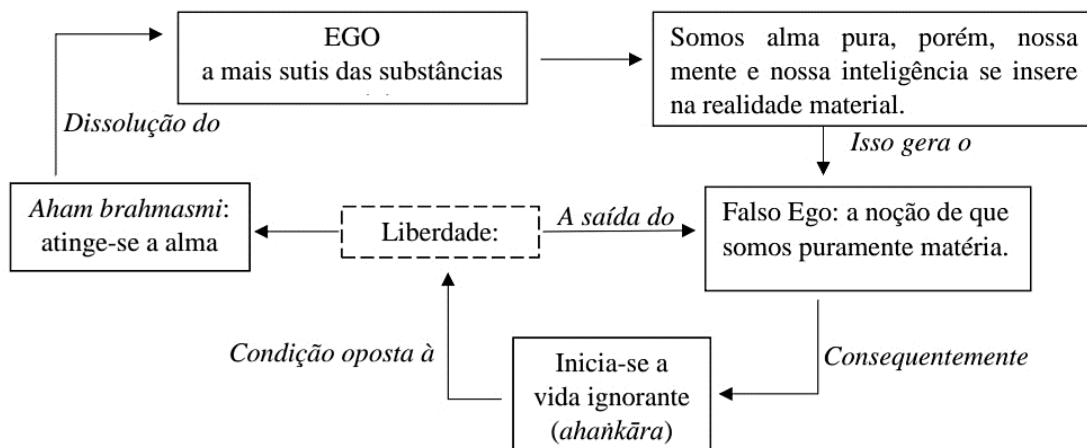 EGO
a mais sutis das substâncias
Somos alma pura, porém, nossa
mente e nossa inteligência se insere
na realidade material.
Dissolução do
Isso gera o
Aham brahmasmi:
atinge-se a alma
Liberdade:
A saída do
Falso Ego: a noção de que
somos puramente matéria.
Condição oposta à
Inicia-se a
vida ignorante
(ahaṅkāra)
Consequentemente